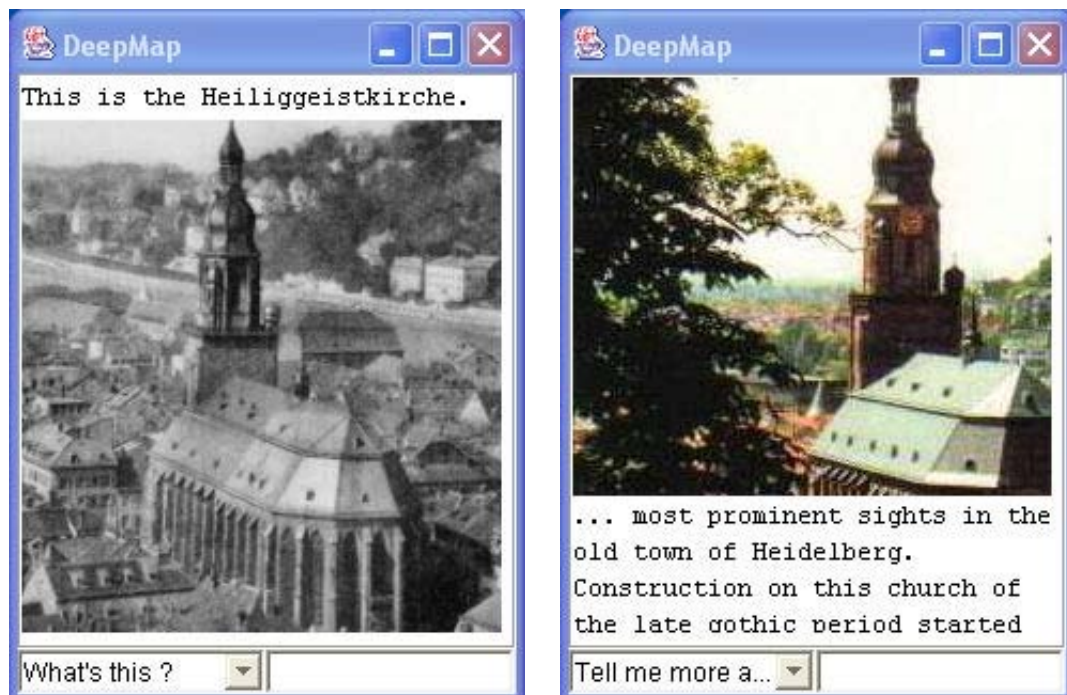 DeepMap
This is the Heiliggeistkirche.
What's this ?
DeepMap
... most prominent sights in the
old town of Heidelberg.
Construction on this church of
the late gothic period started
Tell me more a...